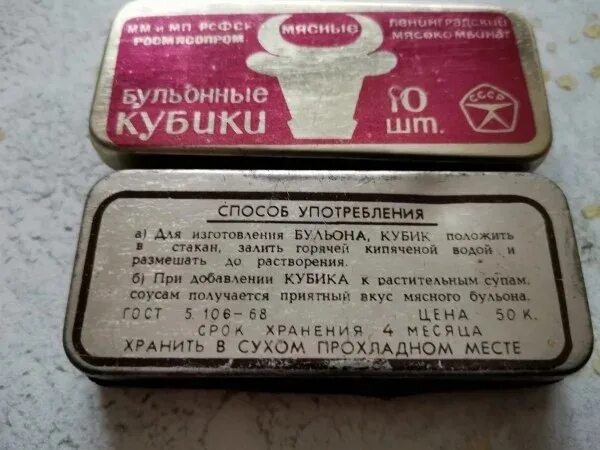 ММ и МП РСФСР
РОСМЯСОПРОМ
МЯСНЫЕ
ЛЕНИНГРАДСКИЙ
МЯСОКОМБИНАТ
БУЛЬОННЫЕ
КУБИКИ
10
шт.
СССР
СПОСОБ УПОТРЕБЛЕНИЯ
а) Для изготовления БУЛЬОНА, КУБИК положить
в стакан, залить горячей кипяченой водой и
размешать до растворения.
б) При добавлении КУБИКА к растительным супам,
соусам получается приятный вкус мясного бульона.
ГОСТ 5.106-68 ЦЕНА 50 К.
СРОК ХРАНЕНИЯ 4 МЕСЯЦА
ХРАНИТЬ В СУХОМ ПРОХЛАДНОМ МЕСТЕ